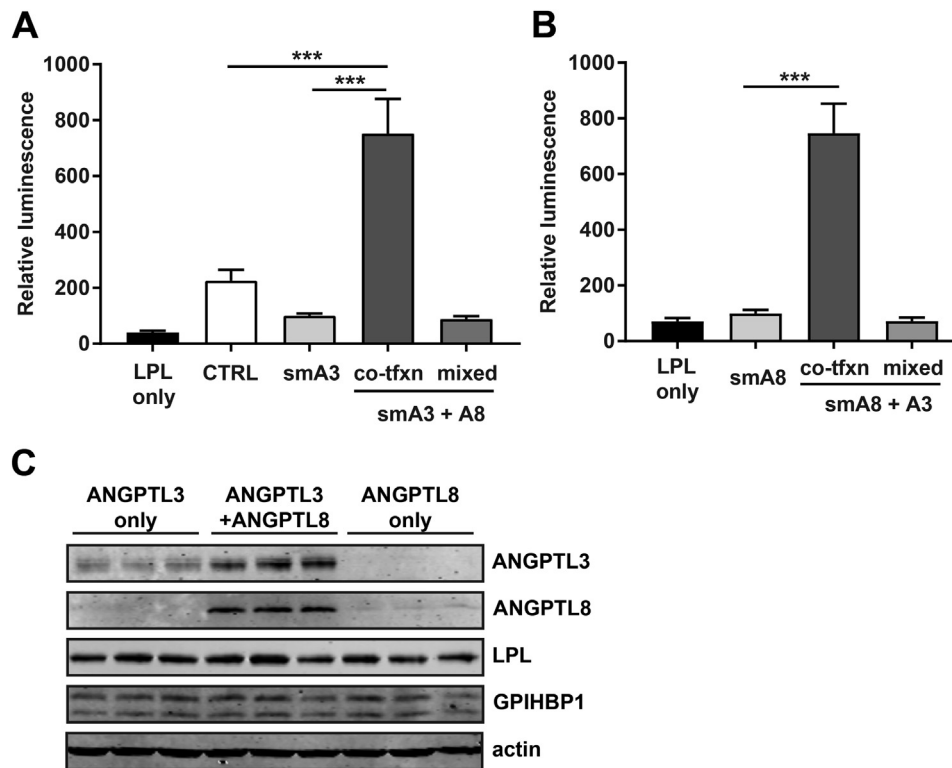 A
Relative luminescence
1000
800
600
400
200
0
***
***
LPL only
CTRL
smA3
co-tfxn
mixed
smA3 + A8
B
Relative luminescence
1000
800
600
400
200
0
***
LPL only
smA8
co-tfxn
mixed
smA8 + A3
C
ANGPTL3
only
ANGPTL3
+ANGPTL8
ANGPTL8
only
ANGPTL3
ANGPTL8
LPL
GPIHBP1
actin